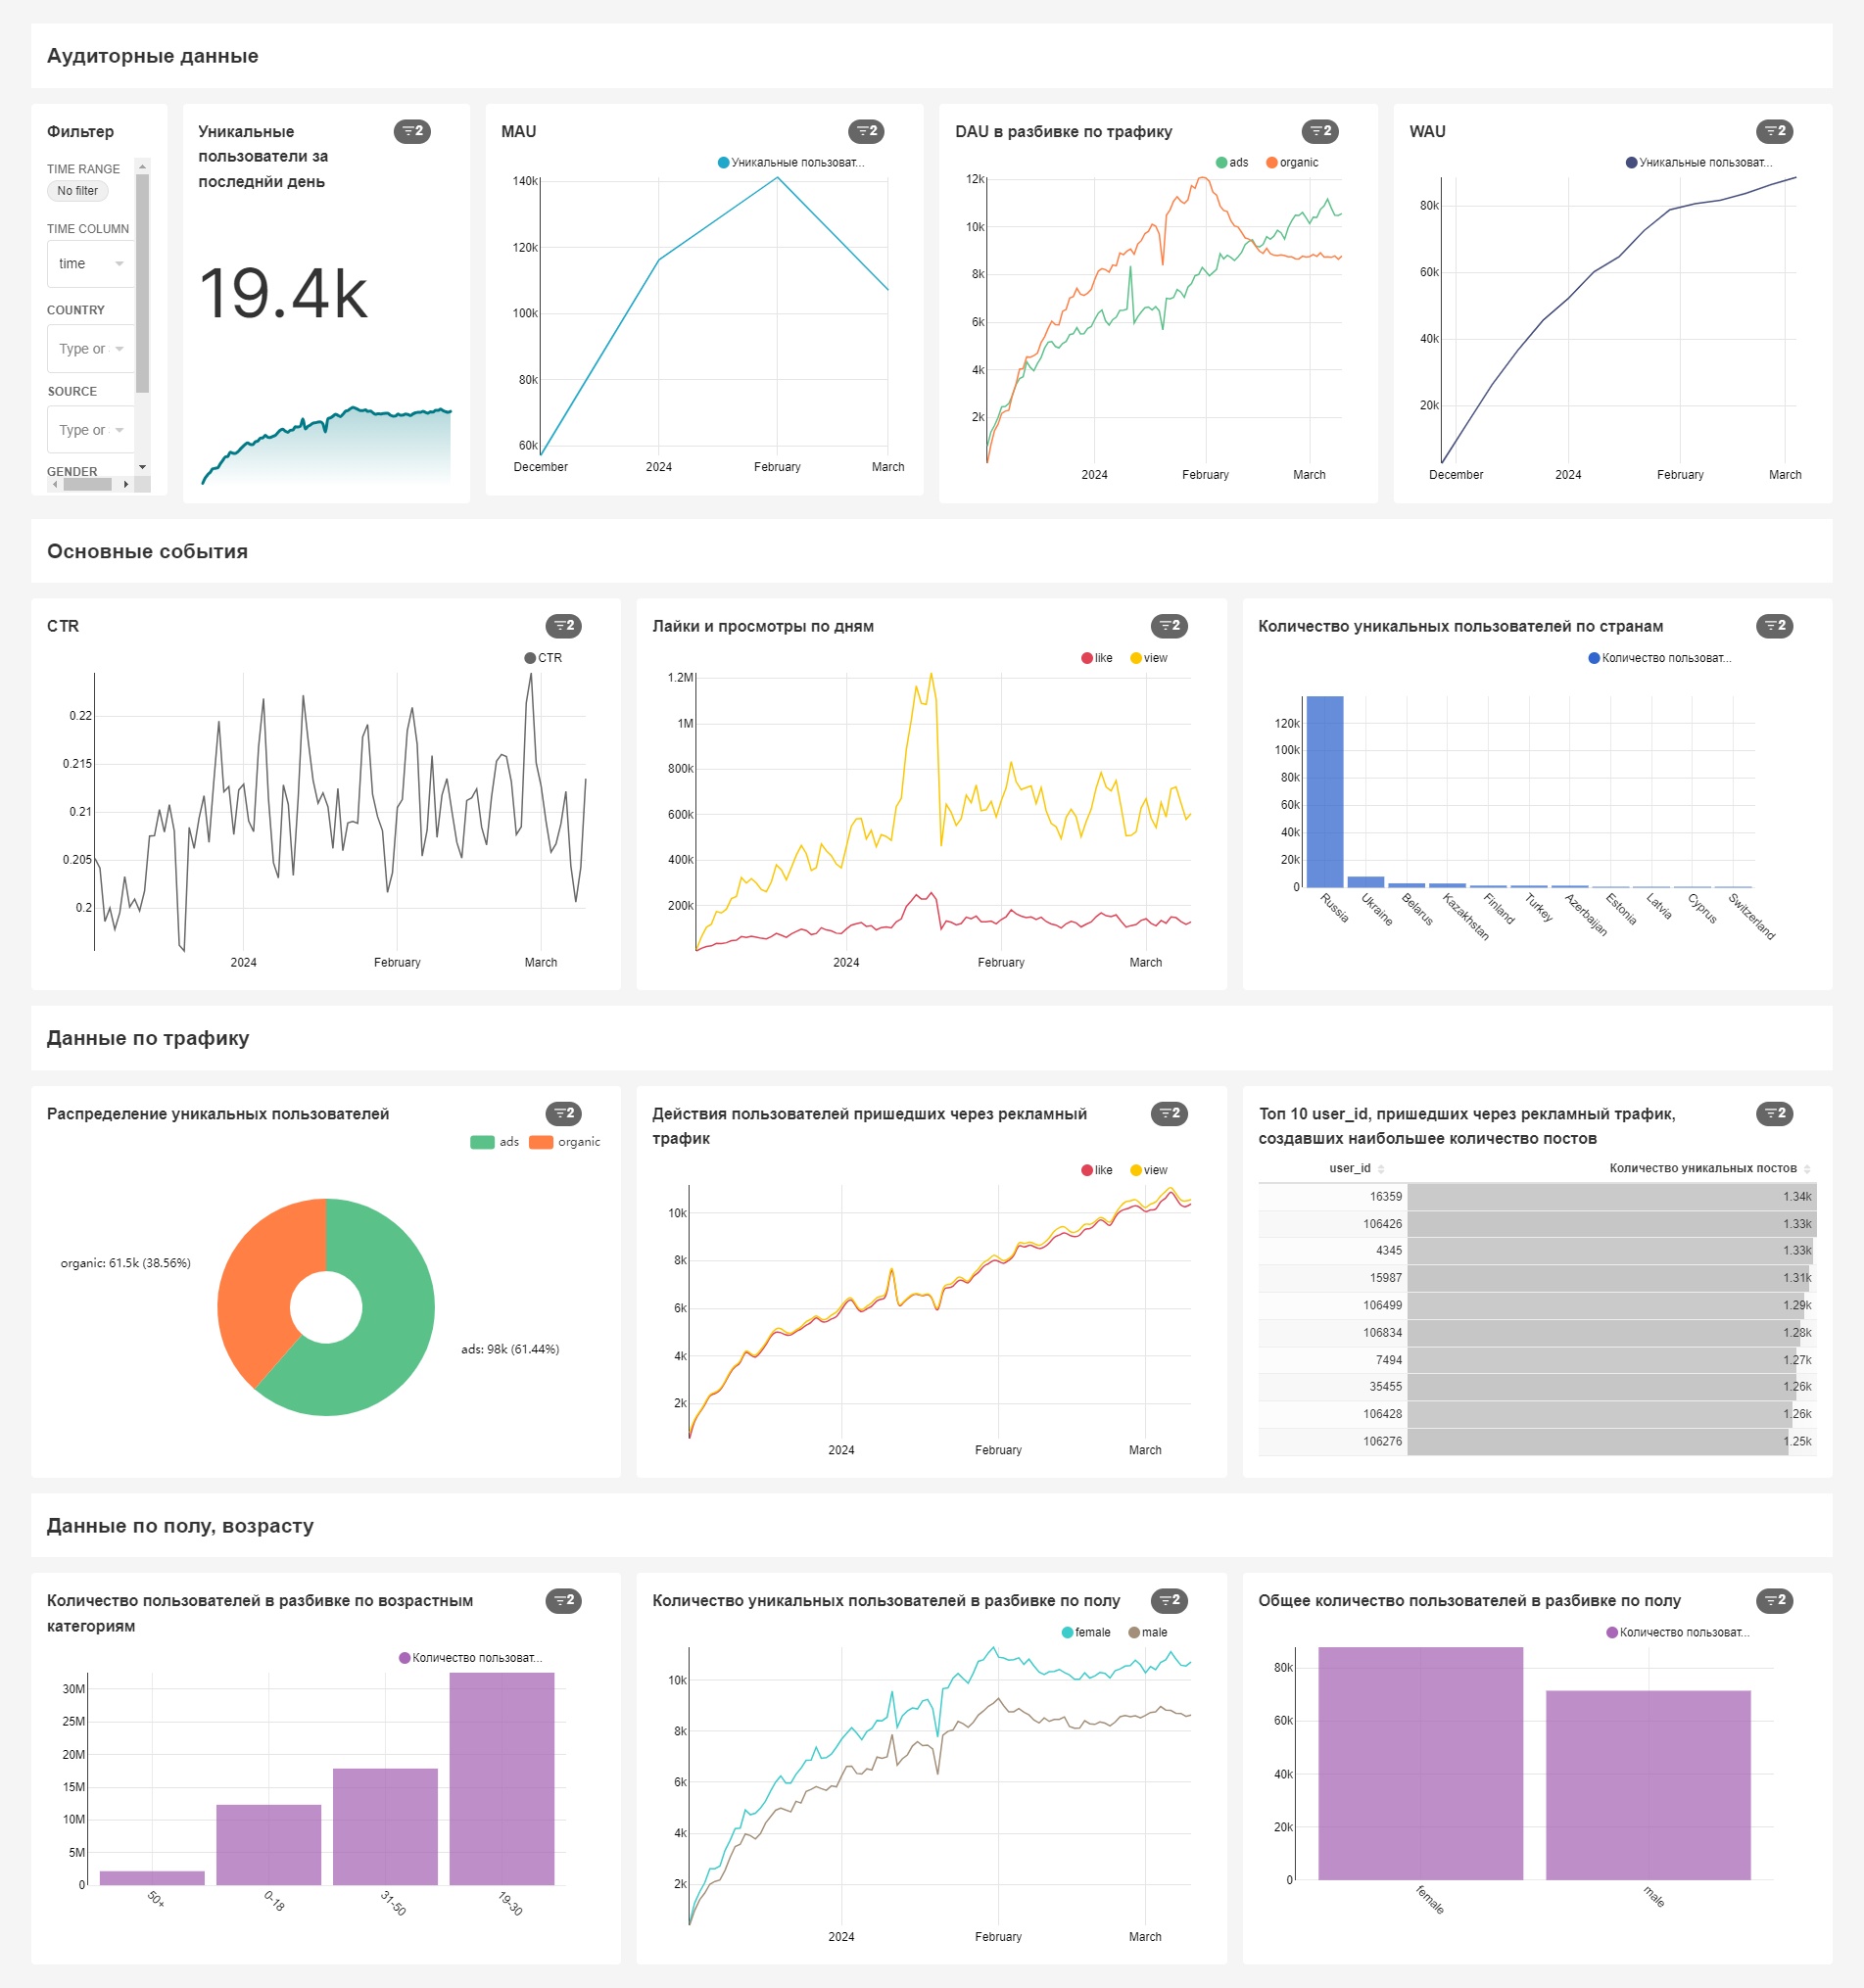 Аудиторные данные
Фильтр
TIME RANGE
No filter
TIME COLUMN
time
COUNTRY
Type or
SOURCE
Type or
GENDER
Уникальные
пользователи за
последнйи день
2
19.4k
MAU
2
Уникальные пользоват...
140k
120k
100k
80k
60k
December
2024
February
March
DAU в разбивке по трафику
2
ads
organic
12k
10k
8k
6k
4k
2k
2024
February
March
WAU
2
Уникальные пользоват...
80k
60k
40k
20k
December
2024
February
March
Основные события
CTR
2
CTR
0.22
0.215
0.21
0.205
0.2
2024
February
March
Лайки и просмотры по дням
2
like
view
1.2M
1M
800k
600k
400k
200k
2024
February
March
Количество уникальных пользователей по странам
2
Количество пользоват...
120k
100k
80k
60k
40k
20k
0
Russia
Ukraine
Belarus
Kazakhstan
Finland
Turkey
Azerbaijan
Estonia
Latvia
Cyprus
Switzerland
Данные по трафику
Распределение уникальных пользователей
2
ads
organic
organic: 61.5k (38.56%)
ads: 98k (61.44%)
Действия пользователей пришедших через рекламный
трафик
2
like
view
10k
8k
6k
4k
2k
2024
February
March
Топ 10 user_id, пришедших через рекламный трафик,
создавших наибольшее количество постов
2
user_id Количество уникальных постов
16359 1.34k
106426 1.33k
4345 1.33k
15987 1.31k
106499 1.29k
106834 1.28k
7494 1.27k
35455 1.26k
106428 1.26k
106276 1.25k
Данные по полу, возрасту
Количество пользователей в разбивке по возрастным
категориям
2
Количество пользоват...
30M
25M
20M
15M
10M
5M
0
50+
0-18
31-50
19-30
Количество уникальных пользователей в разбивке по полу
2
female
male
10k
8k
6k
4k
2k
2024
February
March
Общее количество пользователей в разбивке по полу
2
Количество пользоват...
80k
60k
40k
20k
0
female
male